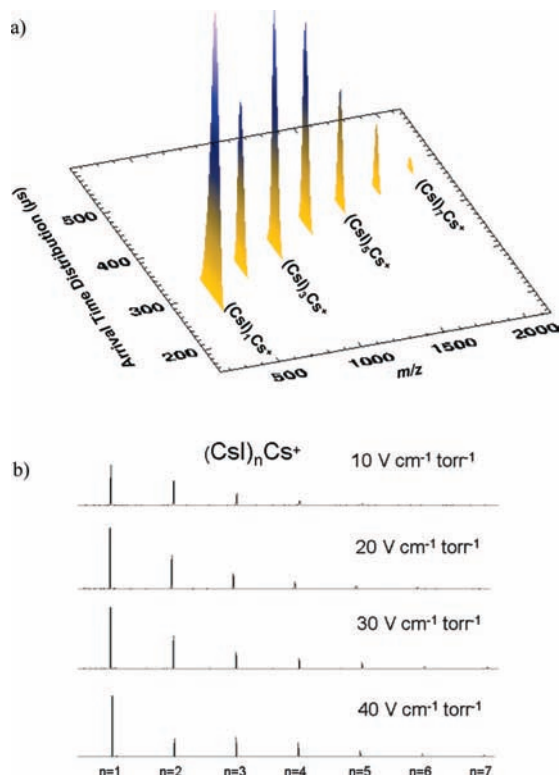 a)
Arrival Time Distribution (μs)
500
400
300
200
(CsI)₁Cs⁺
(CsI)₃Cs⁺
(CsI)₅Cs⁺
(CsI)₇Cs⁺
500
1000
1500
2000
m/z
b)
(CsI)ₙCs⁺
10 V cm⁻¹ torr⁻¹
20 V cm⁻¹ torr⁻¹
30 V cm⁻¹ torr⁻¹
40 V cm⁻¹ torr⁻¹
n=1 n=2 n=3 n=4 n=5 n=6 n=7